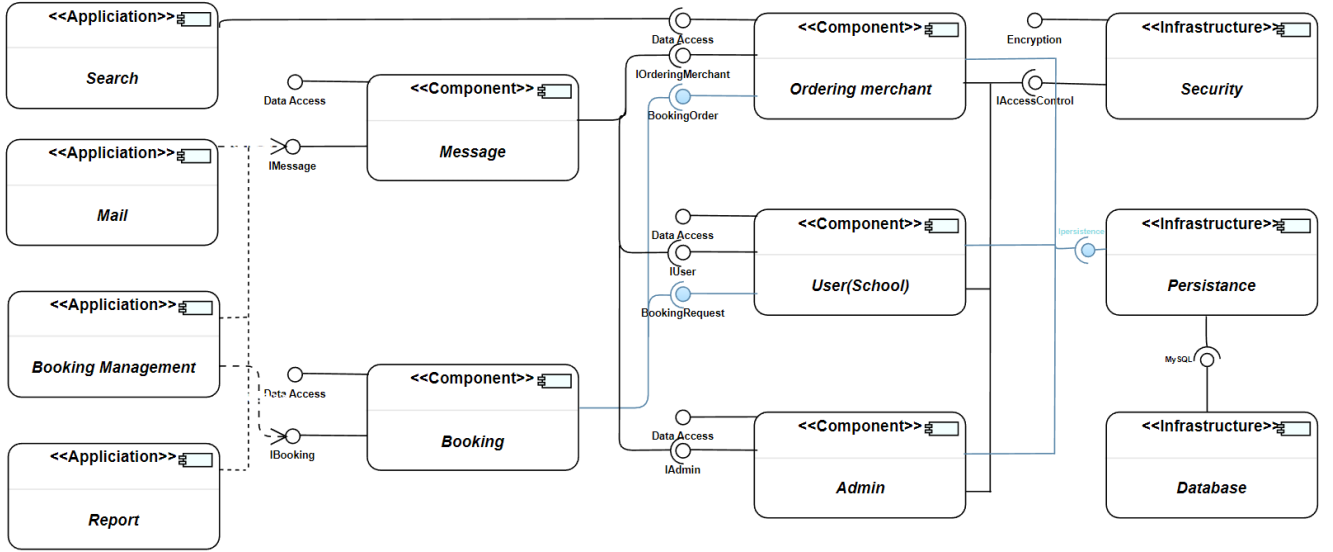 <<Appliciation>>
Search
<<Appliciation>>
Mail
<<Appliciation>>
Booking Management
<<Appliciation>>
Report
Data Access
IMessage
<<Component>>
Message
Data Access
IBooking
<<Component>>
Booking
Data Access
IOrderingMerchant
BookingOrder
<<Component>>
Ordering merchant
Data Access
IUser
BookingRequest
<<Component>>
User(School)
Data Access
IAdmin
<<Component>>
Admin
Encryption
IAccessControl
<<Infrastructure>>
Security
Ipersistence
<<Infrastructure>>
Persistance
MySQL
<<Infrastructure>>
Database